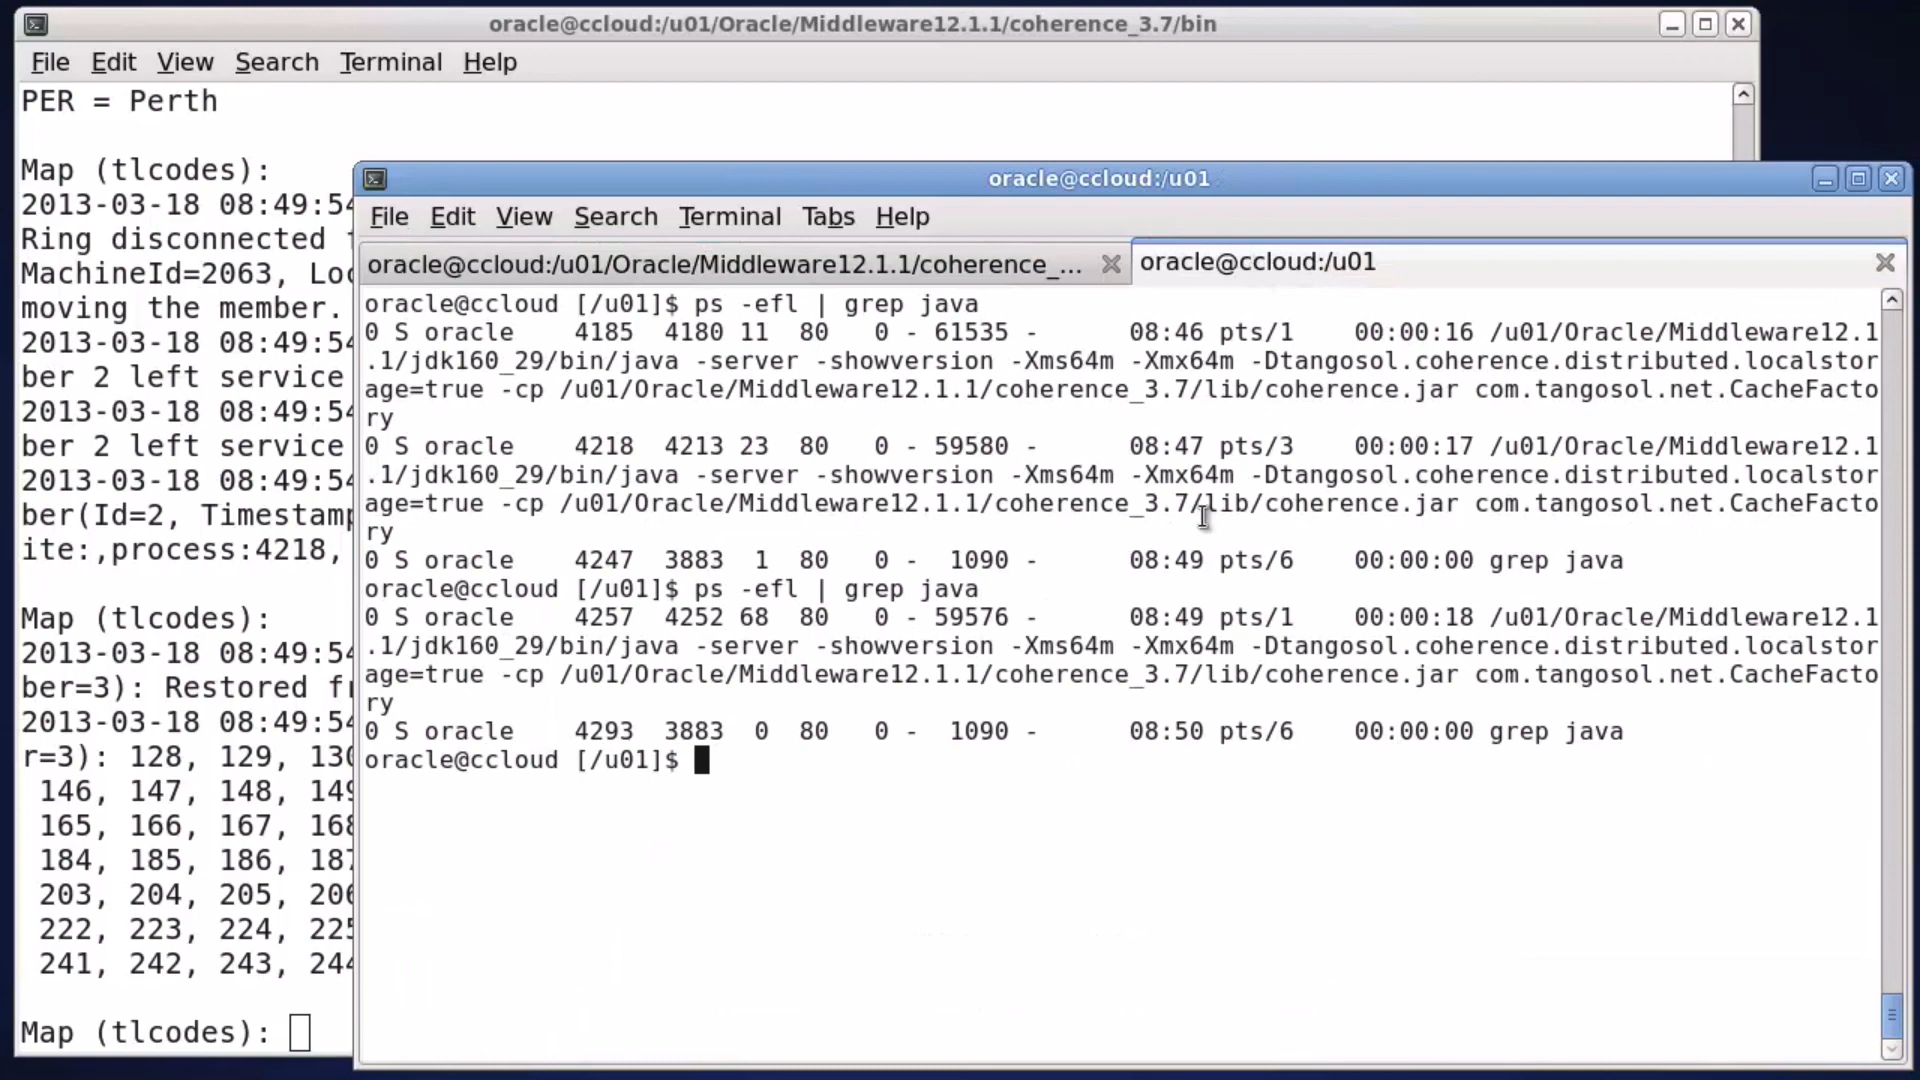 oracle@ccloud:/u01/Oracle/Middleware12.1.1/coherence_3.7/bin
File Edit View Search Terminal Help
PER = Perth
Map (tlcodes):
2013-03-18 08:49:54
Ring disconnected
MachineId=2063, Loc
moving the member.
2013-03-18 08:49:54
ber 2 left service
2013-03-18 08:49:54
ber 2 left service
2013-03-18 08:49:54
ber(Id=2, Timestamp
ite:,process:4218,
Map (tlcodes):
2013-03-18 08:49:54
ber=3): Restored fr
2013-03-18 08:49:54
r=3): 128, 129, 130
146, 147, 148, 149
165, 166, 167, 168
184, 185, 186, 187
203, 204, 205, 206
222, 223, 224, 225
241, 242, 243, 244
Map (tlcodes):
oracle@ccloud:/u01
File Edit View Search Terminal Tabs Help
oracle@ccloud:/u01/Oracle/Middleware12.1.1/coherence_... oracle@ccloud:/u01
oracle@ccloud [/u01]$ ps -efl | grep java
0 S oracle 4185 4180 11 80 0 - 61535 - 08:46 pts/1 00:00:16 /u01/Oracle/Middleware12.1
.1/jdk160_29/bin/java -server -showversion -Xms64m -Xmx64m -Dtangosol.coherence.distributed.localstor
age=true -cp /u01/Oracle/Middleware12.1.1/coherence_3.7/lib/coherence.jar com.tangosol.net.CacheFacto
ry
0 S oracle 4218 4213 23 80 0 - 59580 - 08:47 pts/3 00:00:17 /u01/Oracle/Middleware12.1
.1/jdk160_29/bin/java -server -showversion -Xms64m -Xmx64m -Dtangosol.coherence.distributed.localstor
age=true -cp /u01/Oracle/Middleware12.1.1/coherence_3.7/lib/coherence.jar com.tangosol.net.CacheFacto
ry
0 S oracle 4247 3883 1 80 0 - 1090 - 08:49 pts/6 00:00:00 grep java
oracle@ccloud [/u01]$ ps -efl | grep java
0 S oracle 4257 4252 68 80 0 - 59576 - 08:49 pts/1 00:00:18 /u01/Oracle/Middleware12.1
.1/jdk160_29/bin/java -server -showversion -Xms64m -Xmx64m -Dtangosol.coherence.distributed.localstor
age=true -cp /u01/Oracle/Middleware12.1.1/coherence_3.7/lib/coherence.jar com.tangosol.net.CacheFacto
ry
0 S oracle 4293 3883 0 80 0 - 1090 - 08:50 pts/6 00:00:00 grep java
oracle@ccloud [/u01]$